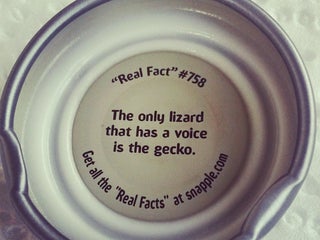 "Real Fact" #758
The only lizard
that has a voice
is the gecko.
Get all the "Real Facts" at snapple.com